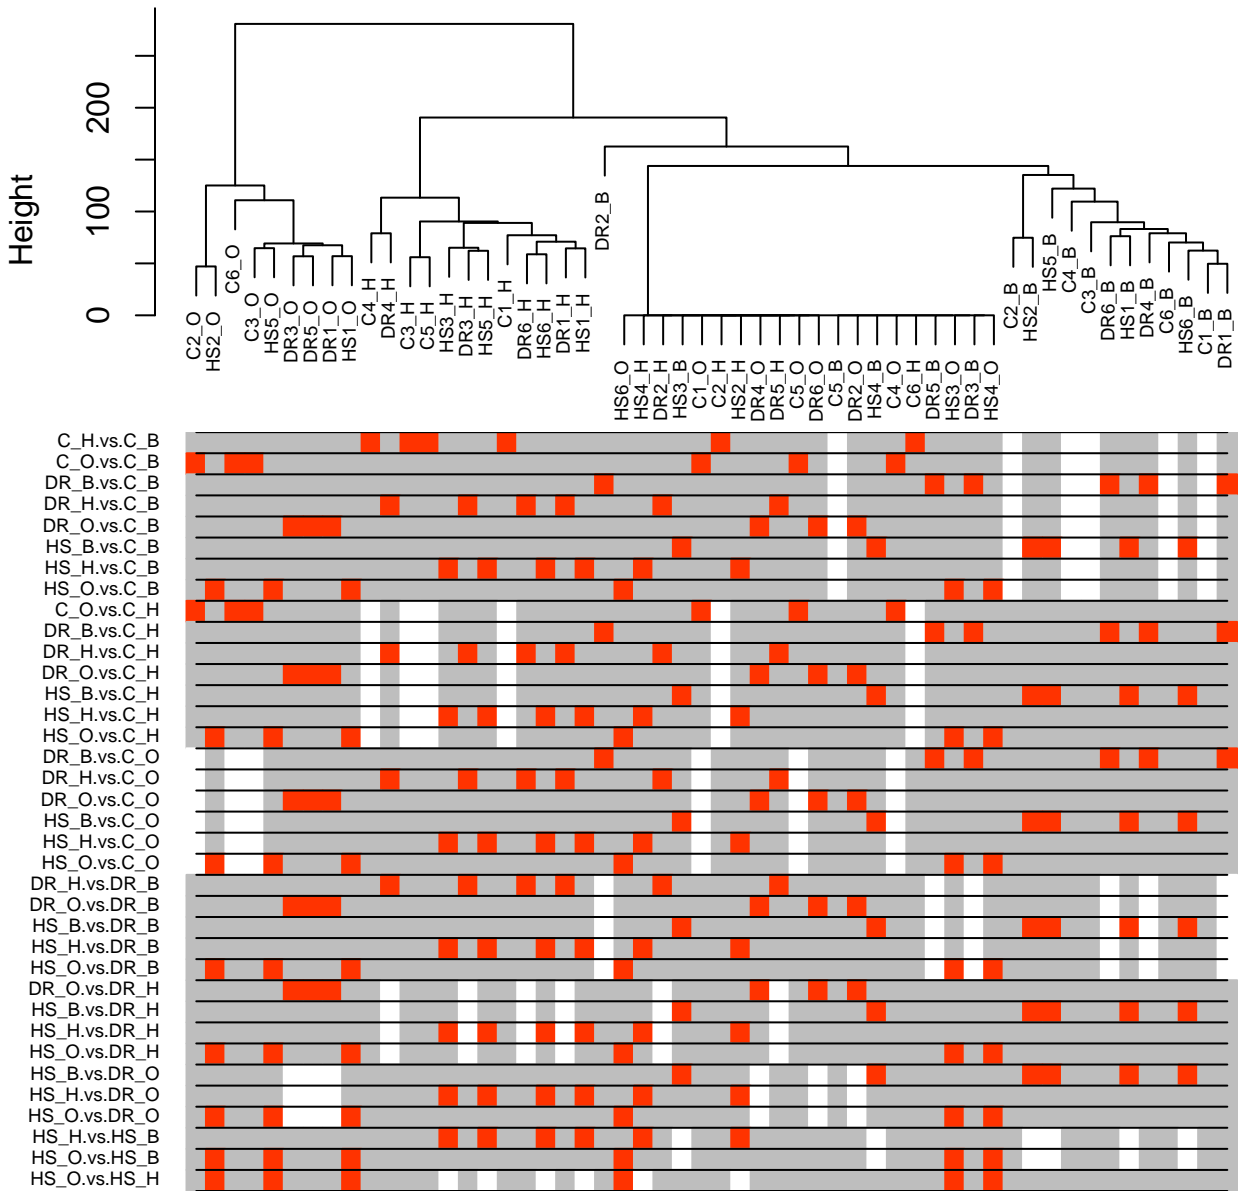 Height
0
100
200
C2_O
HS2_O
C6_O
C3_O
HS5_O
DR3_O
DR5_O
DR1_O
HS1_O
C4_H
DR4_H
C3_H
C5_H
HS3_H
DR3_H
HS5_H
C1_H
DR6_H
HS6_H
DR1_H
HS1_H
DR2_B
HS6_O
HS4_H
DR2_H
HS3_B
C1_O
C2_H
HS2_H
DR4_O
DR5_H
C5_O
DR6_O
C5_B
DR2_O
HS4_B
C4_O
C6_H
DR5_B
HS3_O
DR3_B
HS4_O
C2_B
HS2_B
HS5_B
C4_B
C3_B
DR6_B
HS1_B
DR4_B
C6_B
HS6_B
C1_B
DR1_B
C_H.vs.C_B
C_O.vs.C_B
DR_B.vs.C_B
DR_H.vs.C_B
DR_O.vs.C_B
HS_B.vs.C_B
HS_H.vs.C_B
HS_O.vs.C_B
C_O.vs.C_H
DR_B.vs.C_H
DR_H.vs.C_H
DR_O.vs.C_H
HS_B.vs.C_H
HS_H.vs.C_H
HS_O.vs.C_H
DR_B.vs.C_O
DR_H.vs.C_O
DR_O.vs.C_O
HS_B.vs.C_O
HS_H.vs.C_O
HS_O.vs.C_O
DR_H.vs.DR_B
DR_O.vs.DR_B
HS_B.vs.DR_B
HS_H.vs.DR_B
HS_O.vs.DR_B
DR_O.vs.DR_H
HS_B.vs.DR_H
HS_H.vs.DR_H
HS_O.vs.DR_H
HS_B.vs.DR_O
HS_H.vs.DR_O
HS_O.vs.DR_O
HS_H.vs.HS_B
HS_O.vs.HS_B
HS_O.vs.HS_H